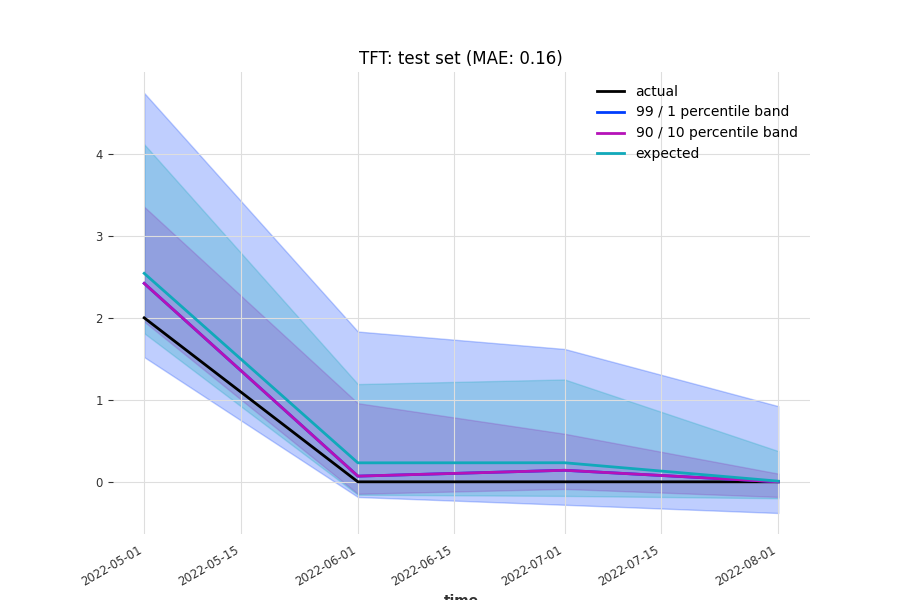 TFT: test set (MAE: 0.16)
actual
99 / 1 percentile band
90 / 10 percentile band
expected
4
3
2
1
0
2022-05-01
2022-05-15
2022-06-01
2022-06-15
2022-07-01
2022-07-15
2022-08-01
time